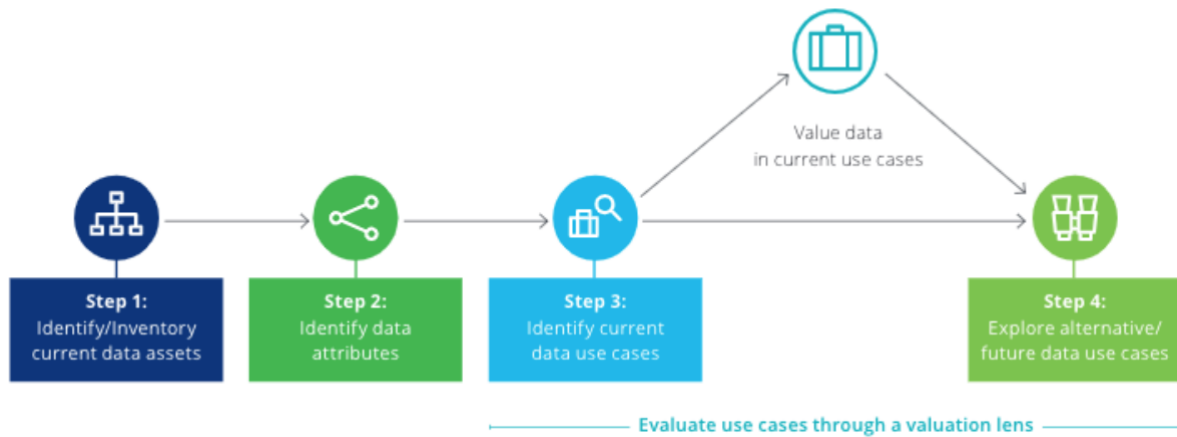 Value data
in current use cases
Step 1:
Identify/Inventory
current data assets
Step 2:
Identify data
attributes
Step 3:
Identify current
data use cases
Step 4:
Explore alternative/
future data use cases
Evaluate use cases through a valuation lens